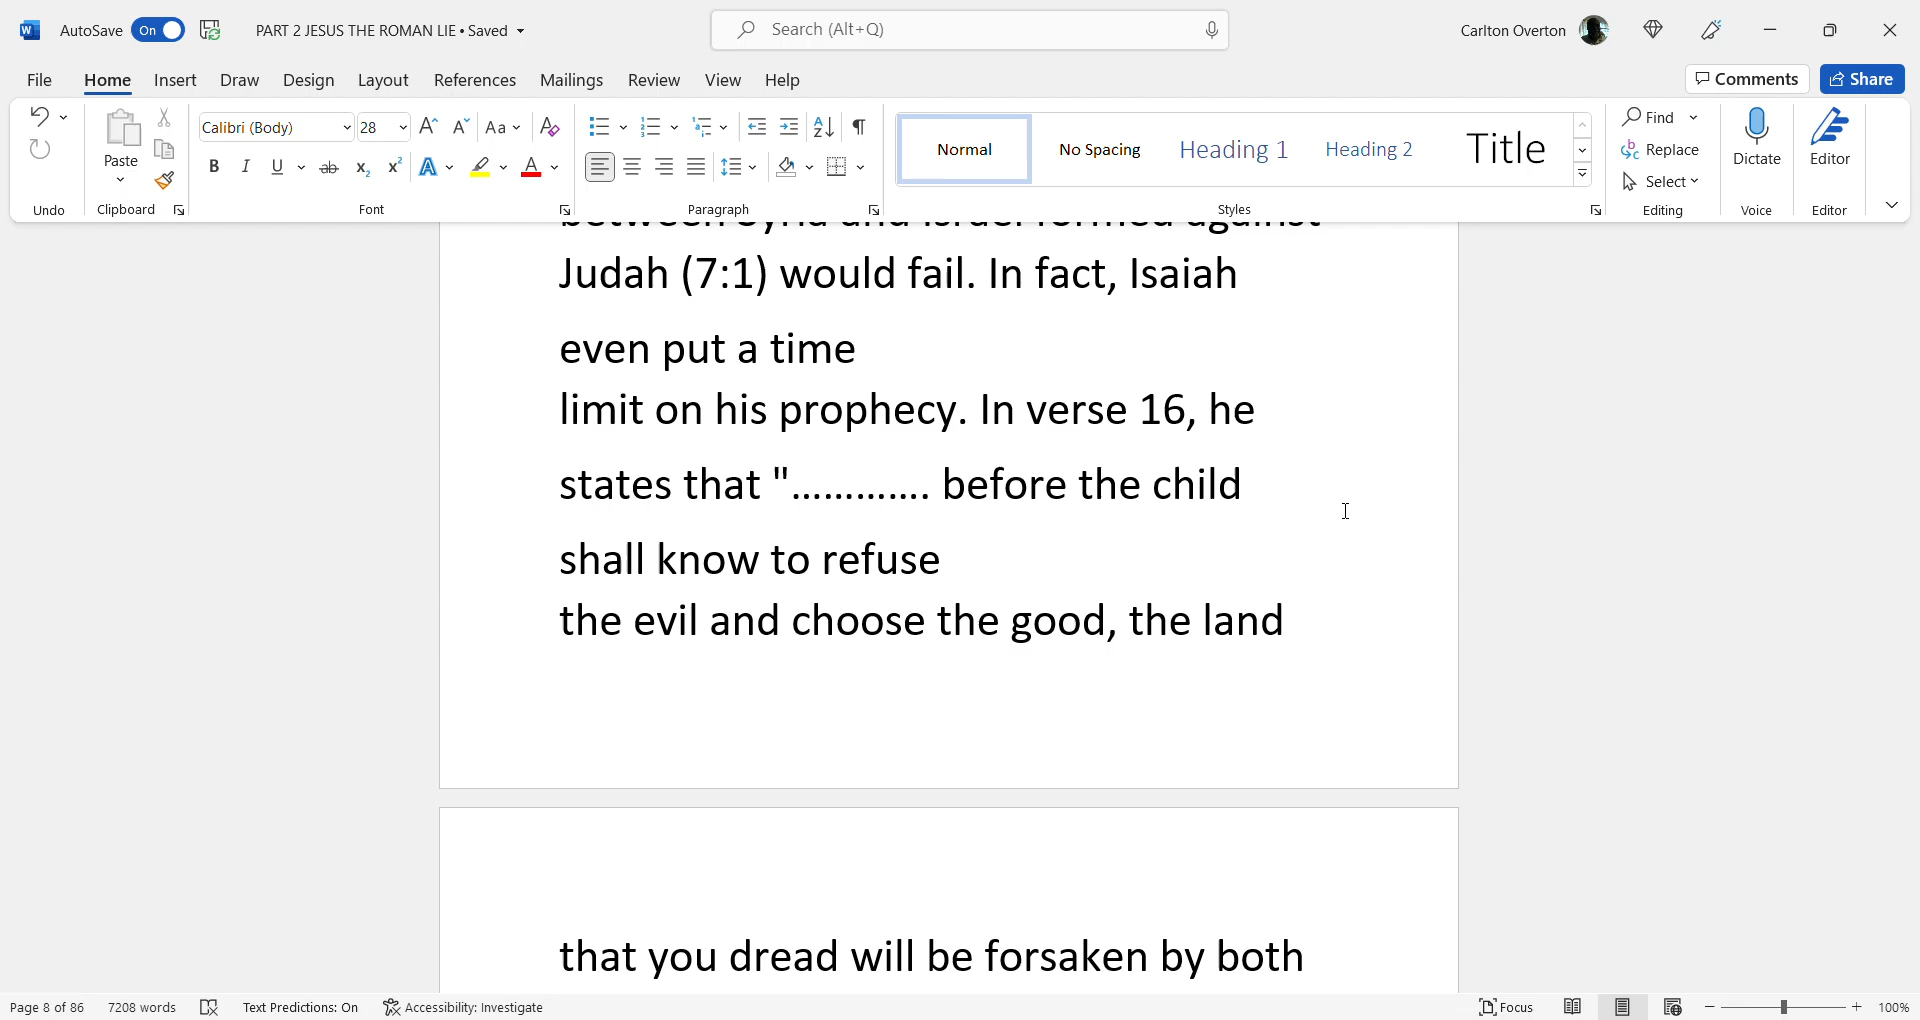 AutoSave On PART 2 JESUS THE ROMAN LIE • Saved Search (Alt+Q) Carlton Overton
File Home Insert Draw Design Layout References Mailings Review View Help Comments Share
Calibri (Body) 28 Aa
Paste
B I U ab x2 x2 A A
Normal No Spacing Heading 1 Heading 2 Title
Find
Replace
Select
Dictate Editor
Undo Clipboard Font Paragraph Styles Editing Voice Editor
between Syria and Israel formed against
Judah (7:1) would fail. In fact, Isaiah
even put a time
limit on his prophecy. In verse 16, he
states that "............. before the child
shall know to refuse
the evil and choose the good, the land
that you dread will be forsaken by both
Page 8 of 86 7208 words Text Predictions: On Accessibility: Investigate Focus 100%